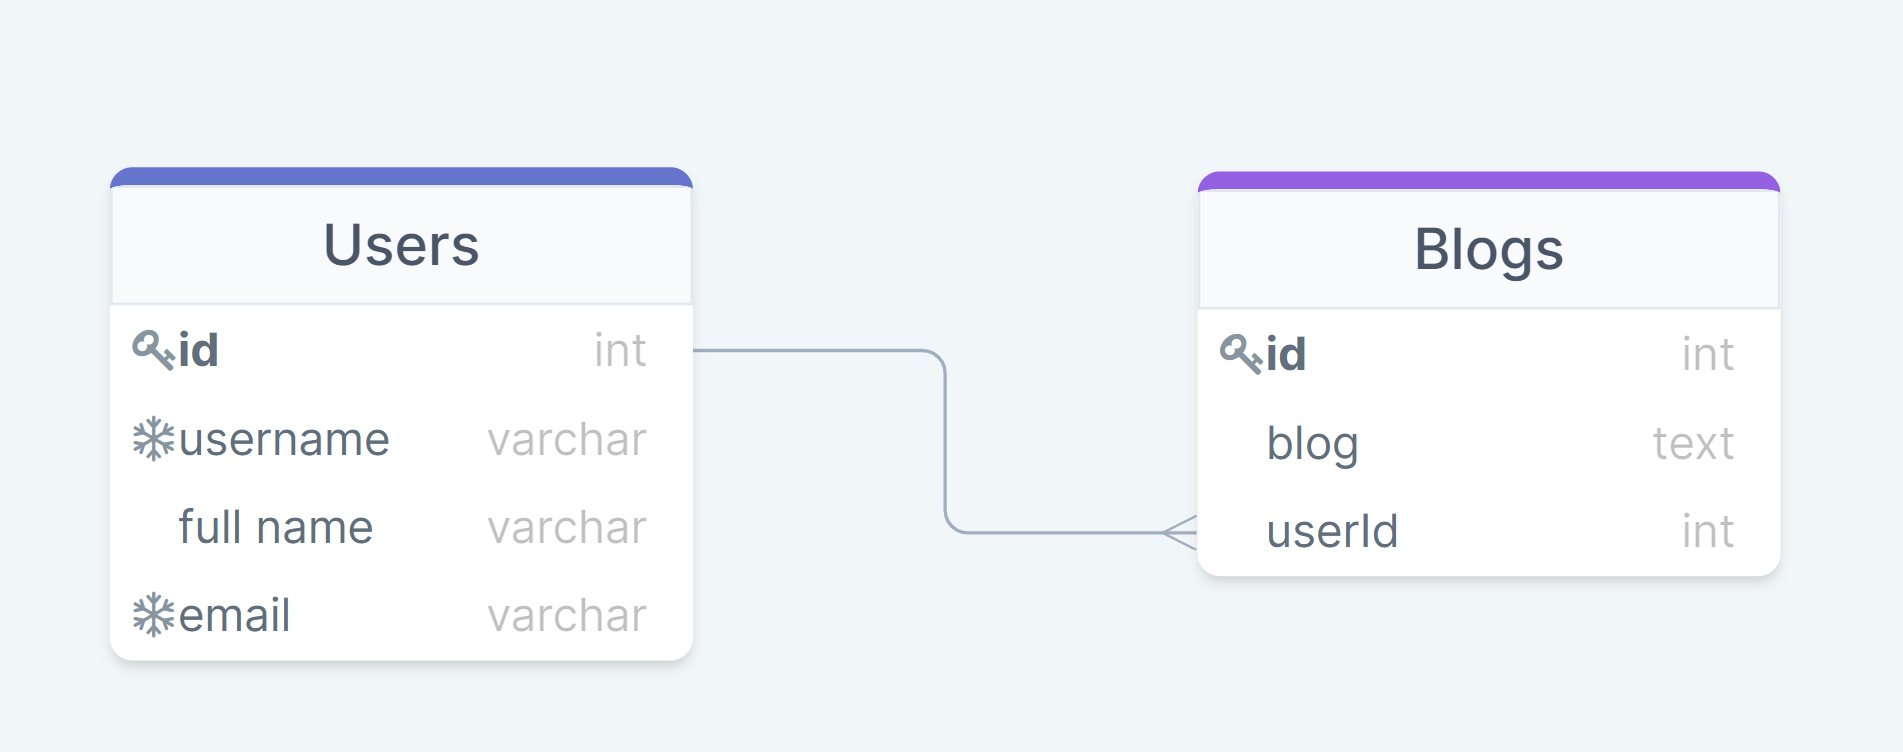 Users
id int
username varchar
full name varchar
email varchar
Blogs
id int
blog text
userId int